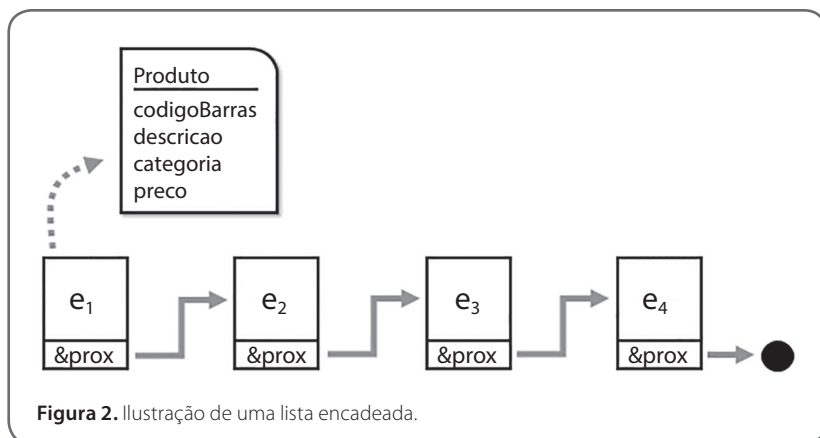 Produto
codigoBarras
descricao
categoria
preco
e₁ e₂ e₃ e₄
&prox &prox &prox &prox
Figura 2. Ilustração de uma lista encadeada.